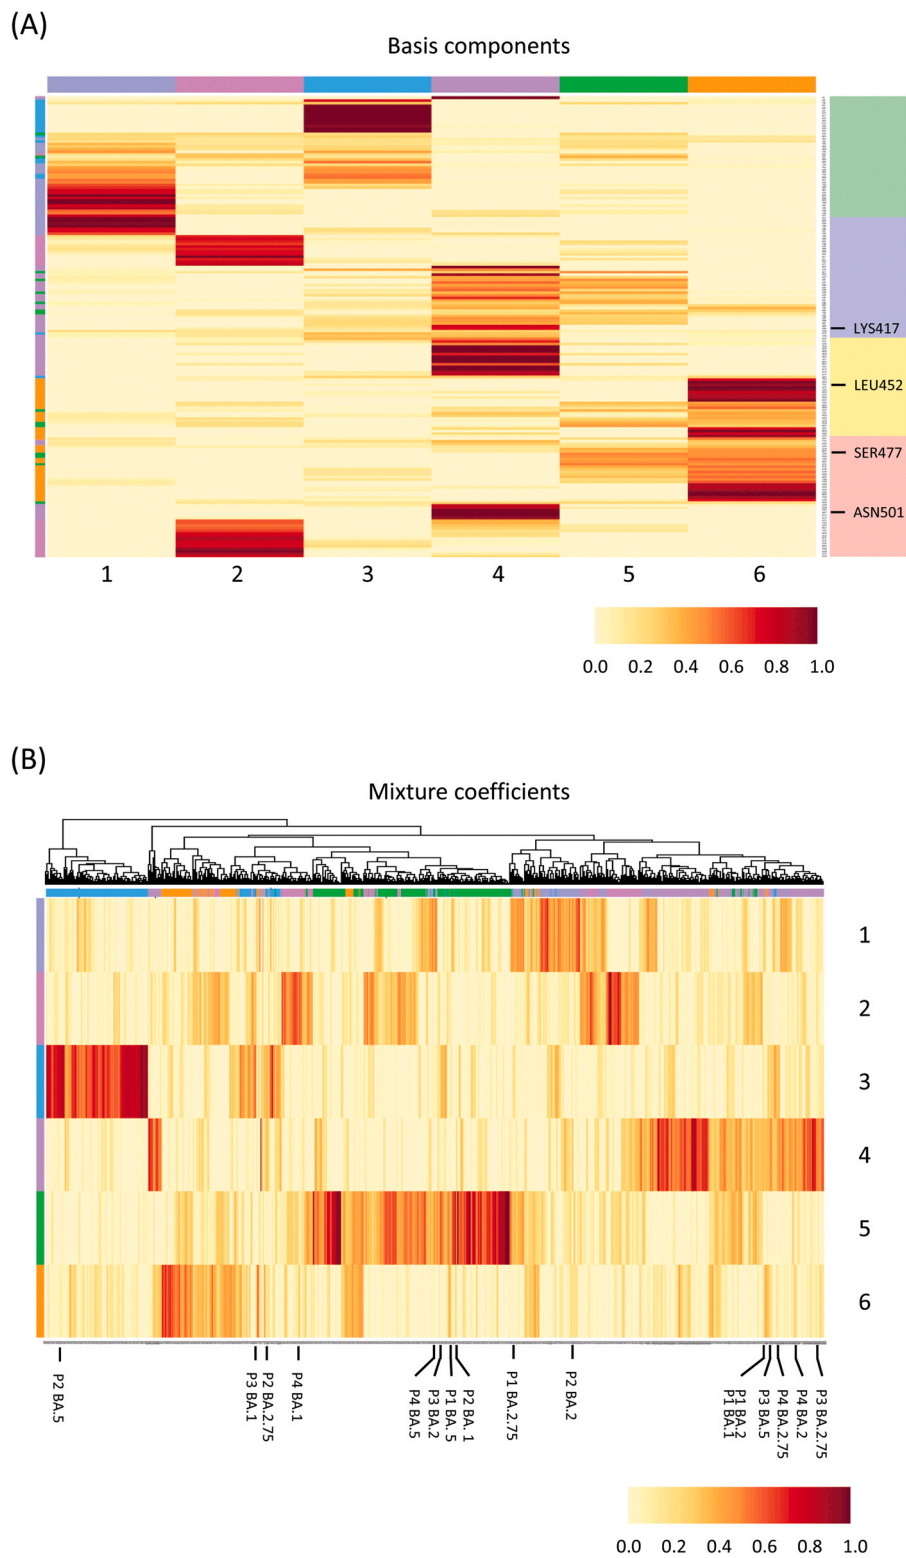 (A)
Basis components
LYS417
LEU452
SER477
ASN501
1 2 3 4 5 6
0.0 0.2 0.4 0.6 0.8 1.0
(B)
Mixture coefficients
1
2
3
4
5
6
P2 BA.5
P3 BA.1
P2 BA.2.75
P4 BA.1
P4 BA.5
P3 BA.2
P1 BA.5
P2 BA.1
P1 BA.2.75
P2 BA.2
P1 BA.1
P1 BA.2
P3 BA.5
P4 BA.2.75
P4 BA.2
P3 BA.2.75
0.0 0.2 0.4 0.6 0.8 1.0